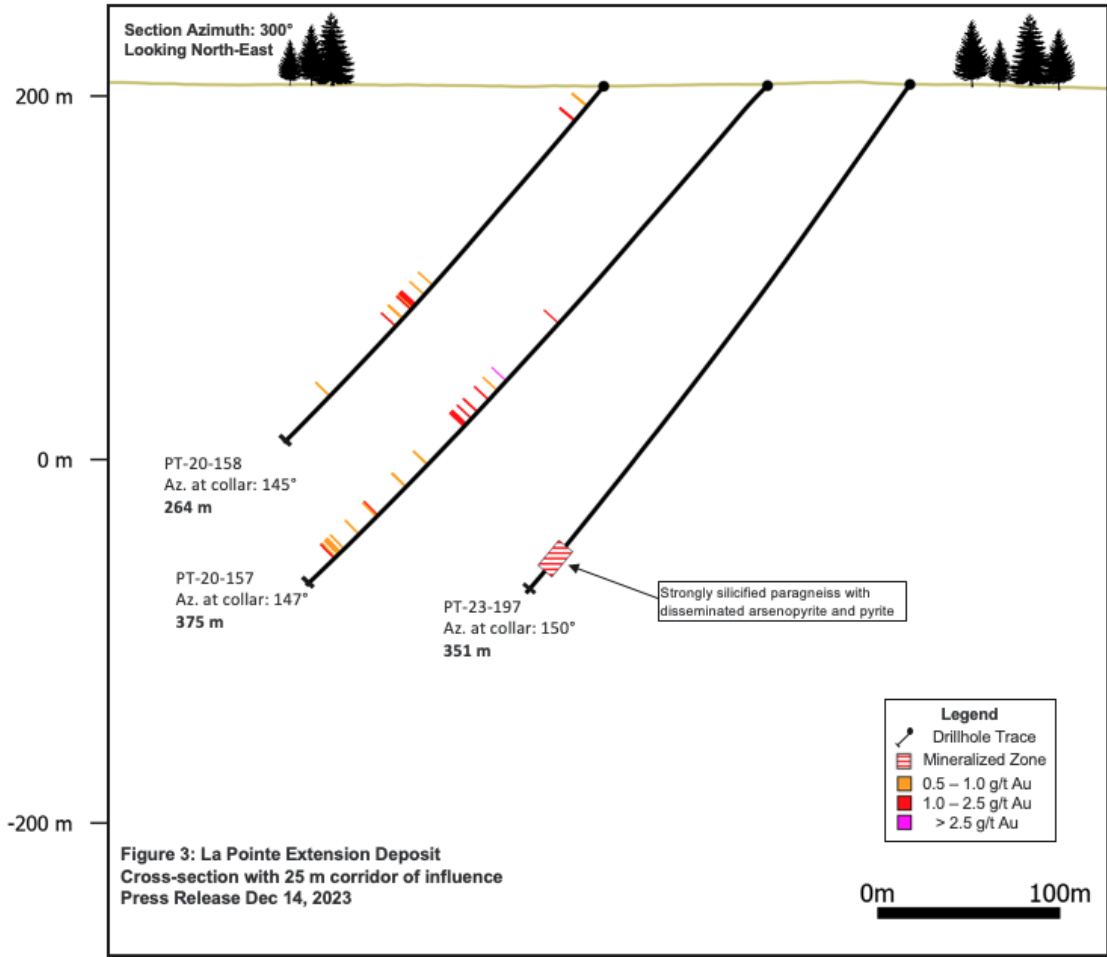 Section Azimuth: 300°
Looking North-East
200 m
0 m
-200 m
PT-20-158
Az. at collar: 145°
264 m
PT-20-157
Az. at collar: 147°
375 m
PT-23-197
Az. at collar: 150°
351 m
Strongly silicified paragneiss with
disseminated arsenopyrite and pyrite
Legend
Drillhole Trace
Mineralized Zone
0.5 – 1.0 g/t Au
1.0 – 2.5 g/t Au
> 2.5 g/t Au
Figure 3: La Pointe Extension Deposit
Cross-section with 25 m corridor of influence
Press Release Dec 14, 2023
0m 100m